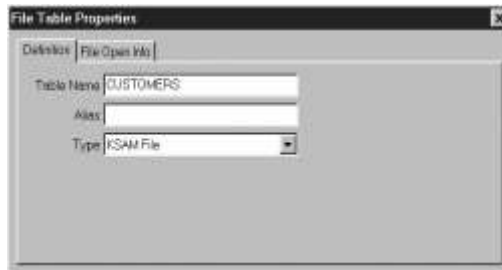 File Table Properties
Definition File Open Info
Table Name CUSTOMERS
Alias
Type KSAM File